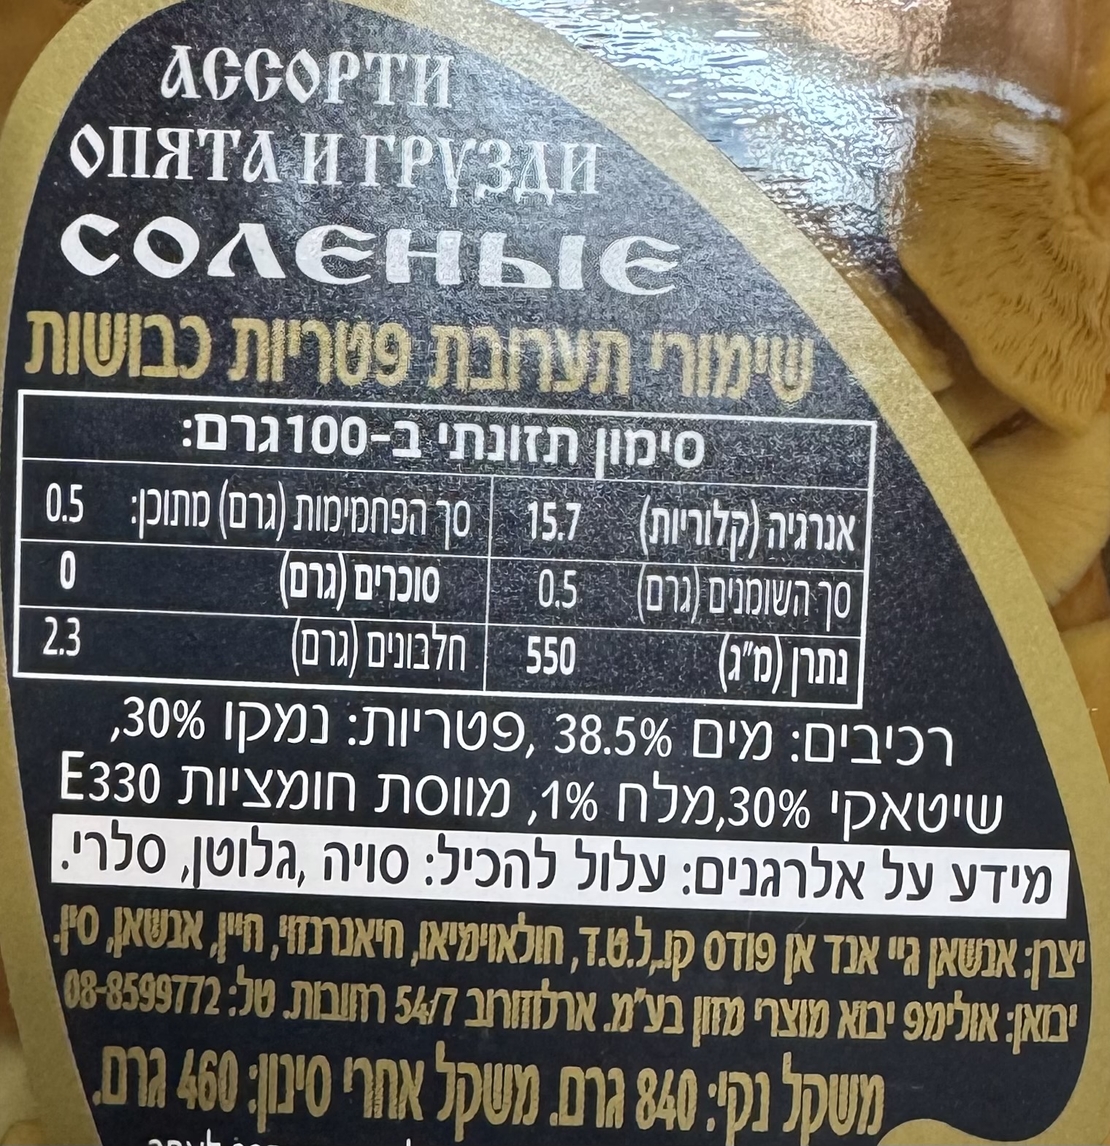 АССОРТИ
ОПЯТА И ГРУЗДИ
СОЛЕНЫЕ
שימורי תערובת פטריות כבושות
סימון תזונתי ב-100גרם:
אנרגיה (קלוריות) 15.7 סך הפחמימות (גרם) מתוכן: 0.5
סך השומנים (גרם) 0.5 סוכרים (גרם) 0
נתרן (מ"ג) 550 חלבונים (גרם) 2.3
רכיבים: מים 38.5% ,פטריות: נמקו 30%,
שיטאקי 30%,מלח 1%, מווסת חומציות E330
מידע על אלרגנים: עלול להכיל: סויה ,גלוטן, סלרי.
יצרן: אנשאן ג'יי אנד אן פודס קו.,ל.ט.ד, חולאוימיאו, חיאנרנזוי, חיין, אנשאן, סין.
יבואן: אולימפ יבוא מוצרי מזון בע"מ. ארלוזורוב 54/7 רחובות. טל: 08-8599772
משקל נקי: 840 גרם. משקל אחרי סינון: 460 גרם.